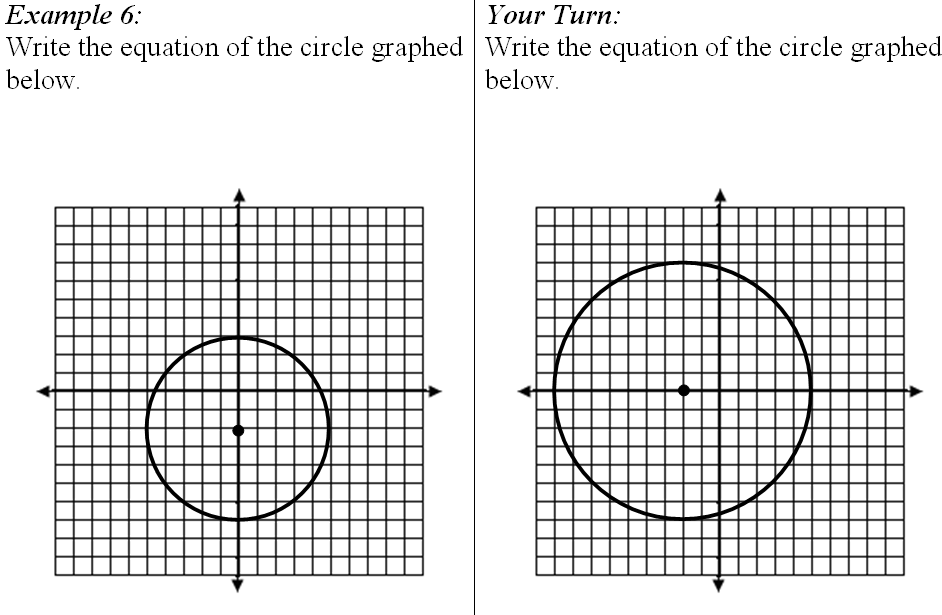 Example 6:
Write the equation of the circle graphed
below.
Your Turn:
Write the equation of the circle graphed
below.